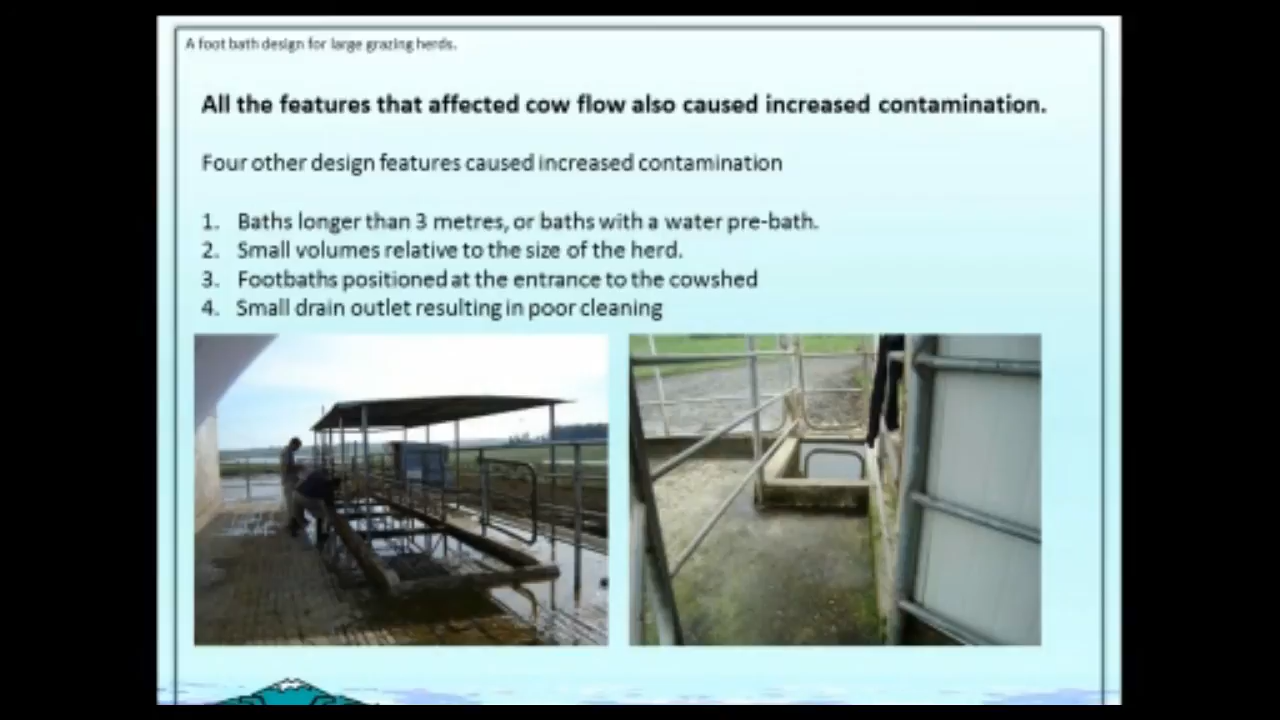 A foot bath design for large grazing herds.
All the features that affected cow flow also caused increased contamination.
Four other design features caused increased contamination
1. Baths longer than 3 metres, or baths with a water pre-bath.
2. Small volumes relative to the size of the herd.
3. Footbaths positioned at the entrance to the cowshed
4. Small drain outlet resulting in poor cleaning